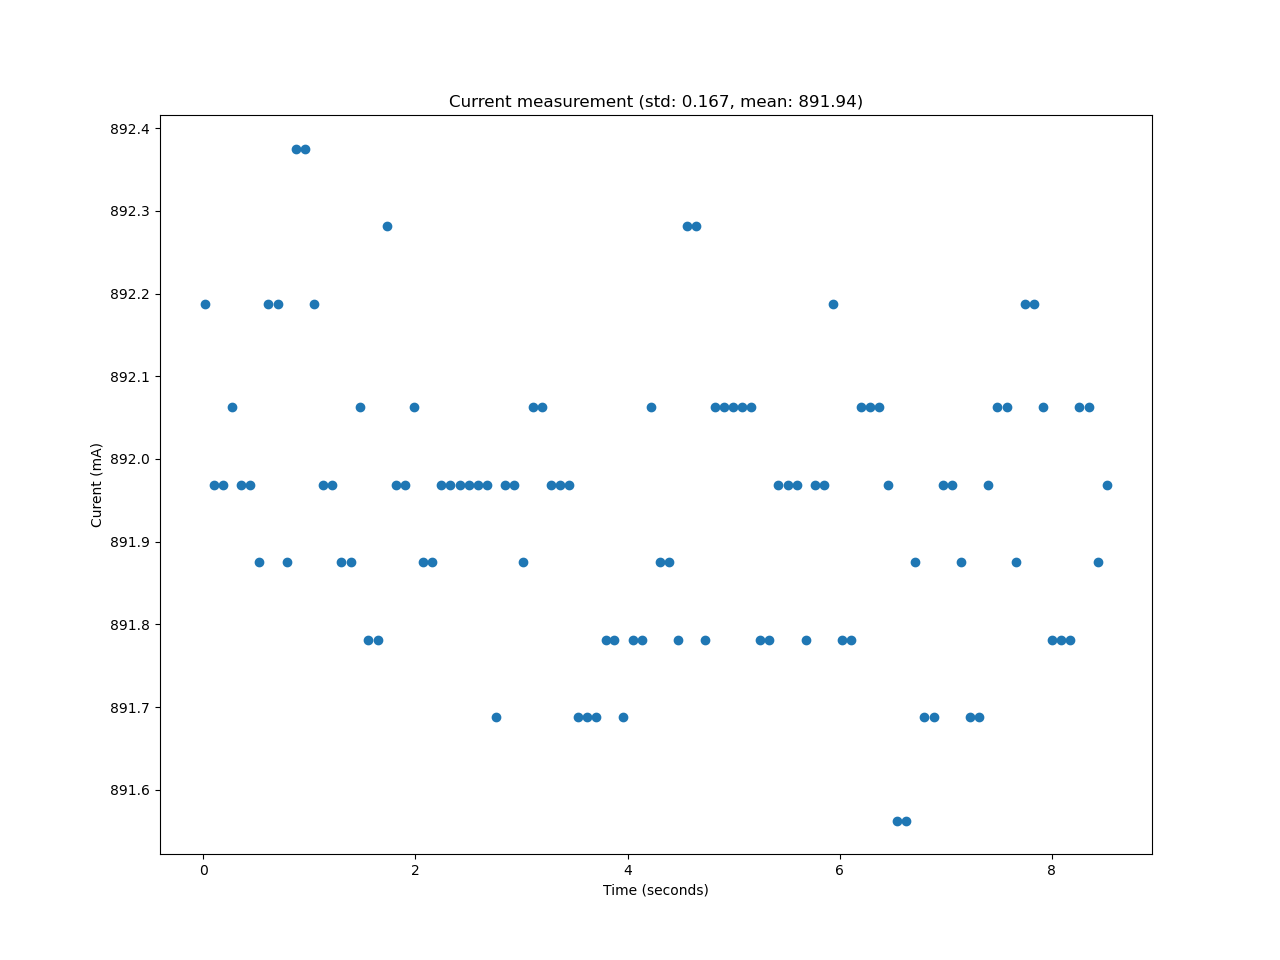 Current measurement (std: 0.167, mean: 891.94)
892.4
892.3
892.2
892.1
892.0
891.9
891.8
891.7
891.6
Curent (mA)
0 2 4 6 8
Time (seconds)